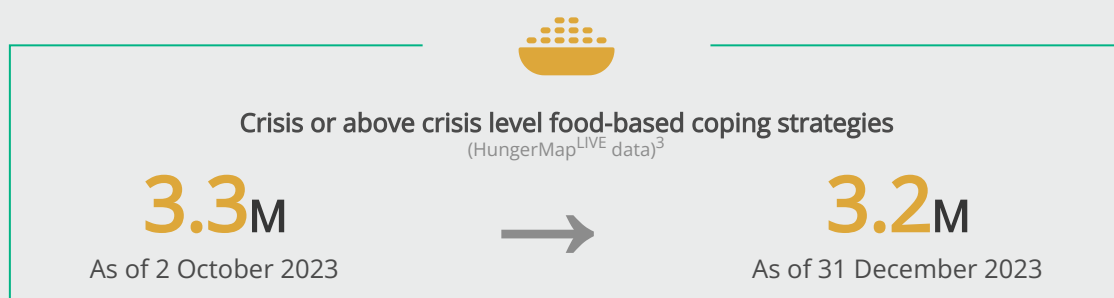 Crisis or above crisis level food-based coping strategies
(HungerMapLIVE data)3
3.3M
3.2M
As of 2 October 2023
As of 31 December 2023